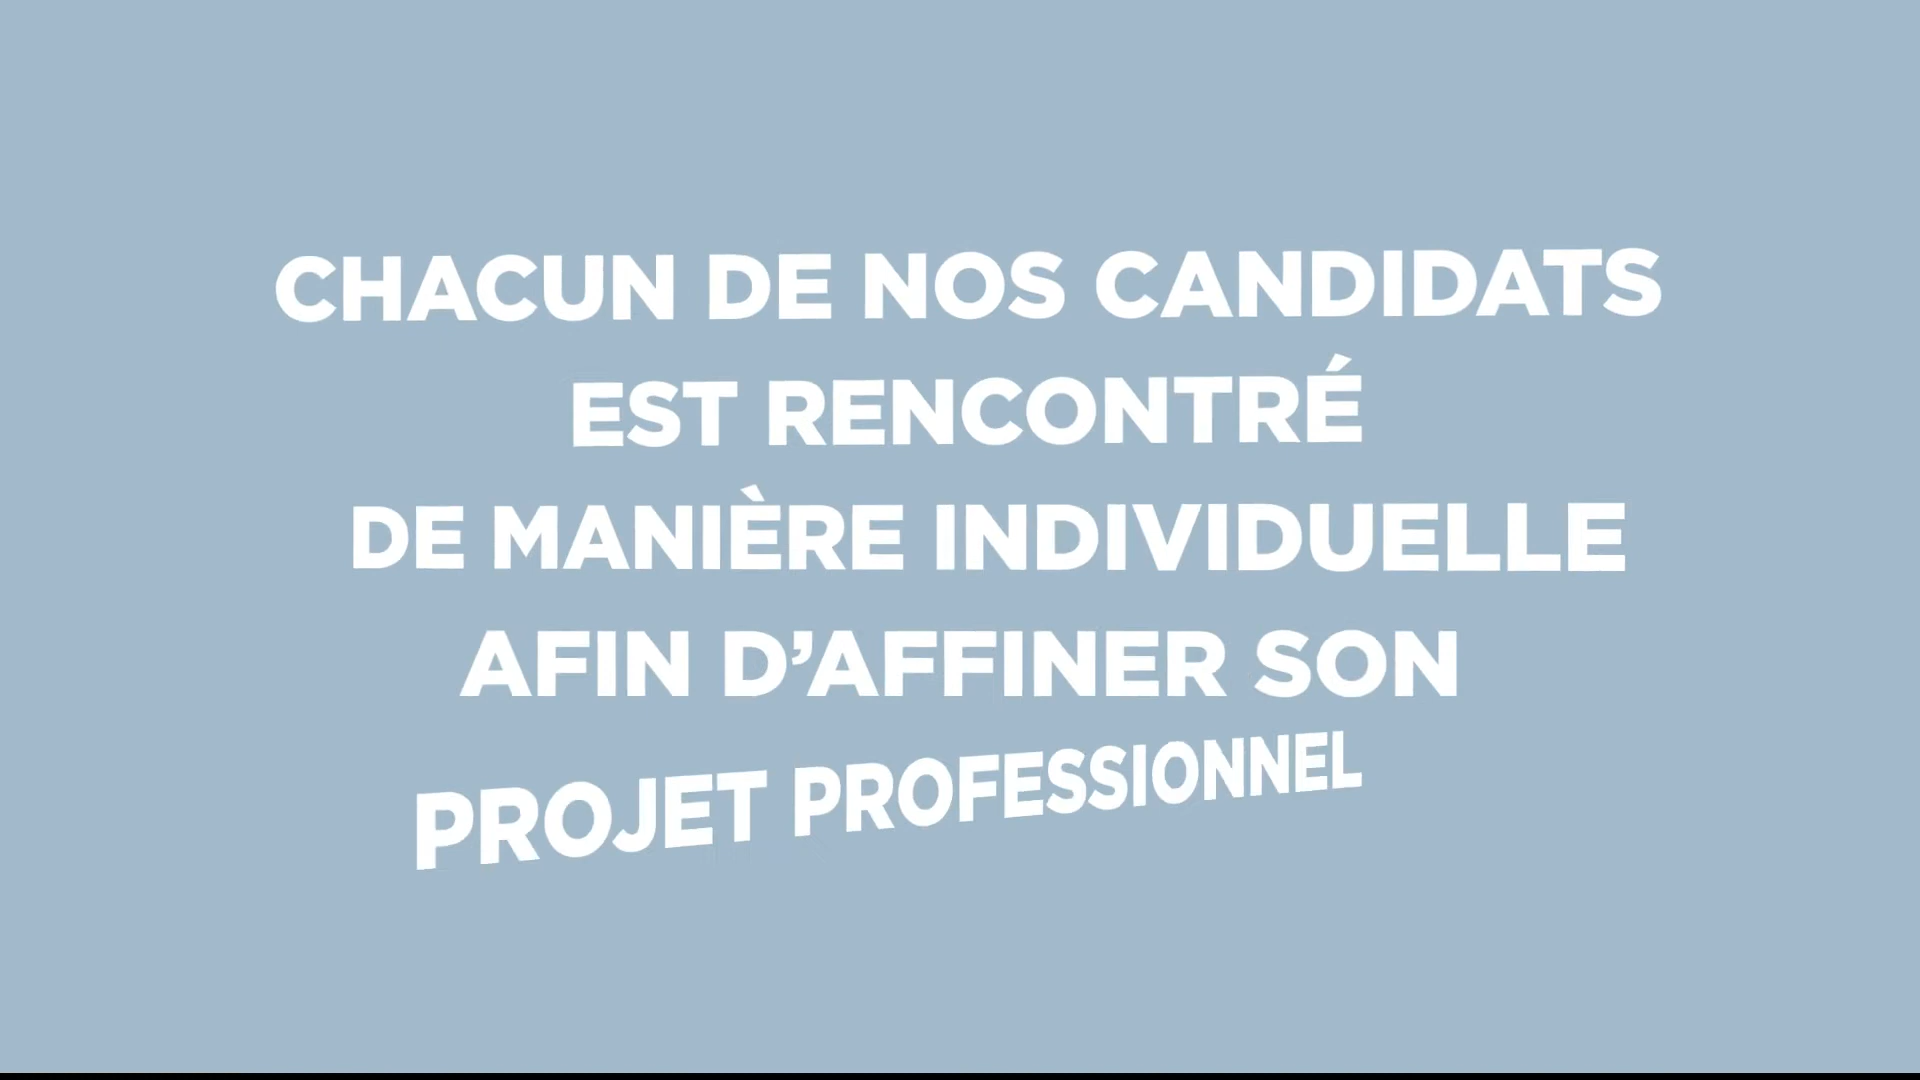 CHACUN DE NOS CANDIDATS
EST RENCONTRÉ
DE MANIÈRE INDIVIDUELLE
AFIN D’AFFINER SON
PROJET PROFESSIONNEL